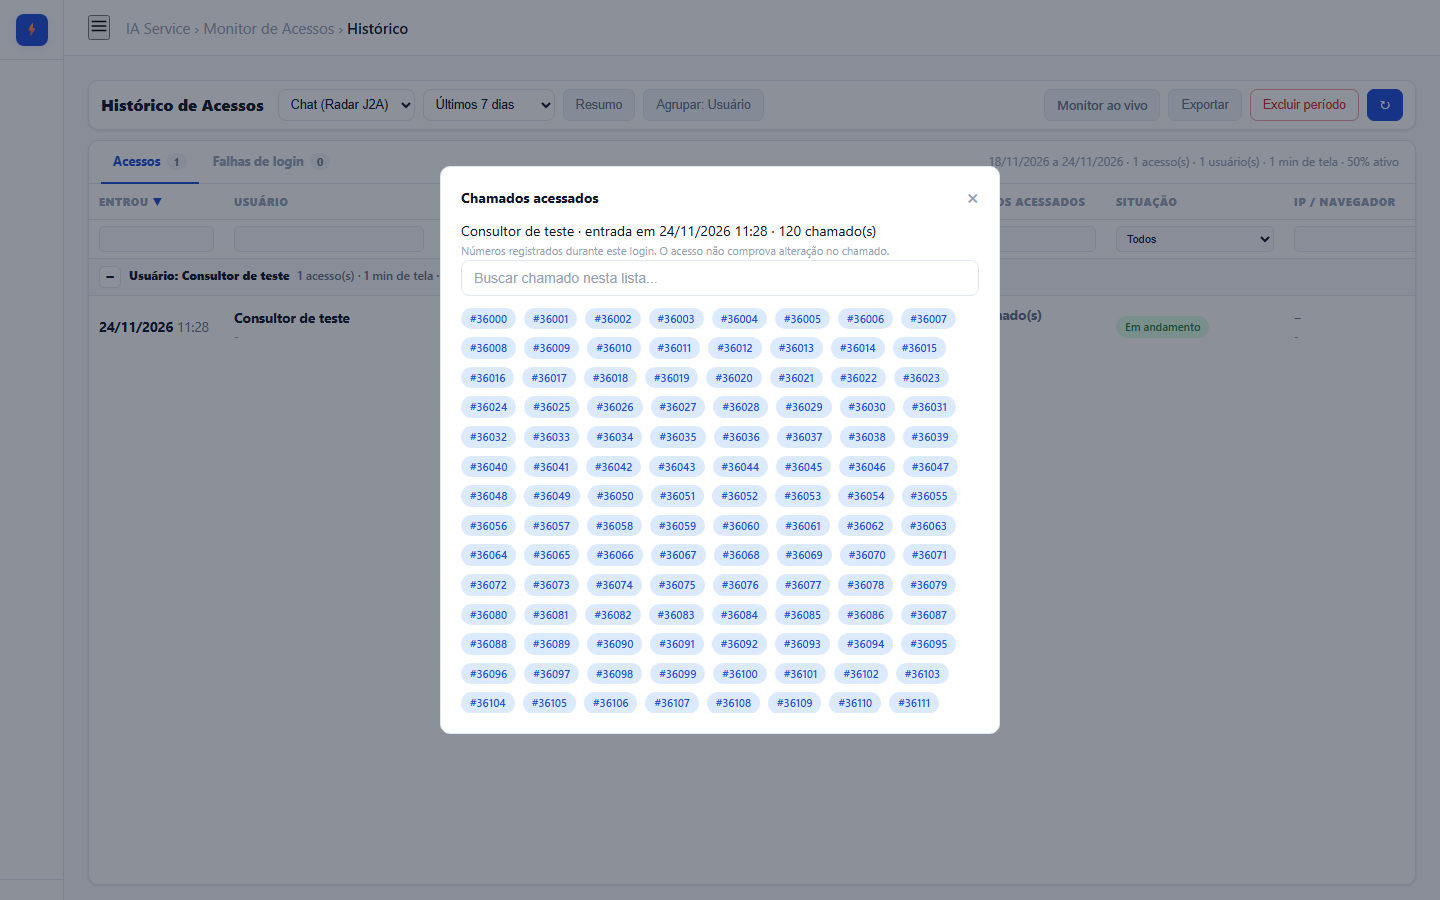 IA Service › Monitor de Acessos › Histórico
Histórico de Acessos Chat (Radar J2A) Últimos 7 dias Resumo Agrupar: Usuário Monitor ao vivo Exportar Excluir período ↻
Acessos 1 Falhas de login 0 18/11/2026 a 24/11/2026 · 1 acesso(s) · 1 usuário(s) · 1 min de tela · 50% ativo
ENTROU ▼ USUÁRIO OS ACESSADOS SITUAÇÃO IP / NAVEGADOR
Todos
− Usuário: Consultor de teste 1 acesso(s) · 1 min de tela ·
24/11/2026 11:28 Consultor de teste
-
nado(s) Em andamento –
-
Chamados acessados ×
Consultor de teste · entrada em 24/11/2026 11:28 · 120 chamado(s)
Números registrados durante este login. O acesso não comprova alteração no chamado.
Buscar chamado nesta lista...
#36000 #36001 #36002 #36003 #36004 #36005 #36006 #36007
#36008 #36009 #36010 #36011 #36012 #36013 #36014 #36015
#36016 #36017 #36018 #36019 #36020 #36021 #36022 #36023
#36024 #36025 #36026 #36027 #36028 #36029 #36030 #36031
#36032 #36033 #36034 #36035 #36036 #36037 #36038 #36039
#36040 #36041 #36042 #36043 #36044 #36045 #36046 #36047
#36048 #36049 #36050 #36051 #36052 #36053 #36054 #36055
#36056 #36057 #36058 #36059 #36060 #36061 #36062 #36063
#36064 #36065 #36066 #36067 #36068 #36069 #36070 #36071
#36072 #36073 #36074 #36075 #36076 #36077 #36078 #36079
#36080 #36081 #36082 #36083 #36084 #36085 #36086 #36087
#36088 #36089 #36090 #36091 #36092 #36093 #36094 #36095
#36096 #36097 #36098 #36099 #36100 #36101 #36102 #36103
#36104 #36105 #36106 #36107 #36108 #36109 #36110 #36111